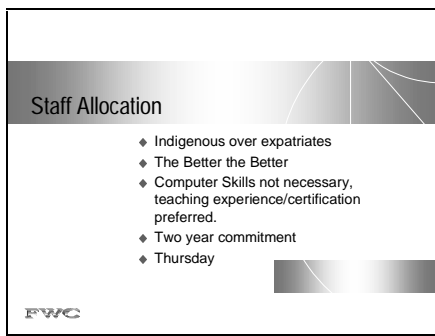 Staff Allocation
◆ Indigenous over expatriates
◆ The Better the Better
◆ Computer Skills not necessary,
teaching experience/certification
preferred.
◆ Two year commitment
◆ Thursday
FWC